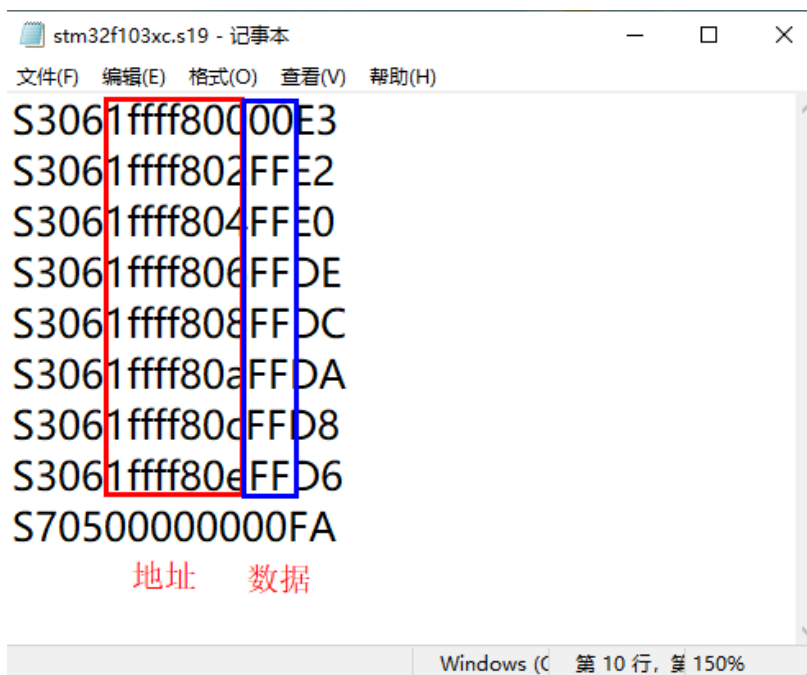 stm32f103xc.s19 - 记事本
文件(F) 编辑(E) 格式(O) 查看(V) 帮助(H)
S3061ffff80000E3
S3061ffff802FFE2
S3061ffff804FFE0
S3061ffff806FFDE
S3061ffff808FFDC
S3061ffff80aFFDA
S3061ffff80cFFD8
S3061ffff80eFFD6
S70500000000FA
地址 数据
Windows (C 第 10 行, 第 150%